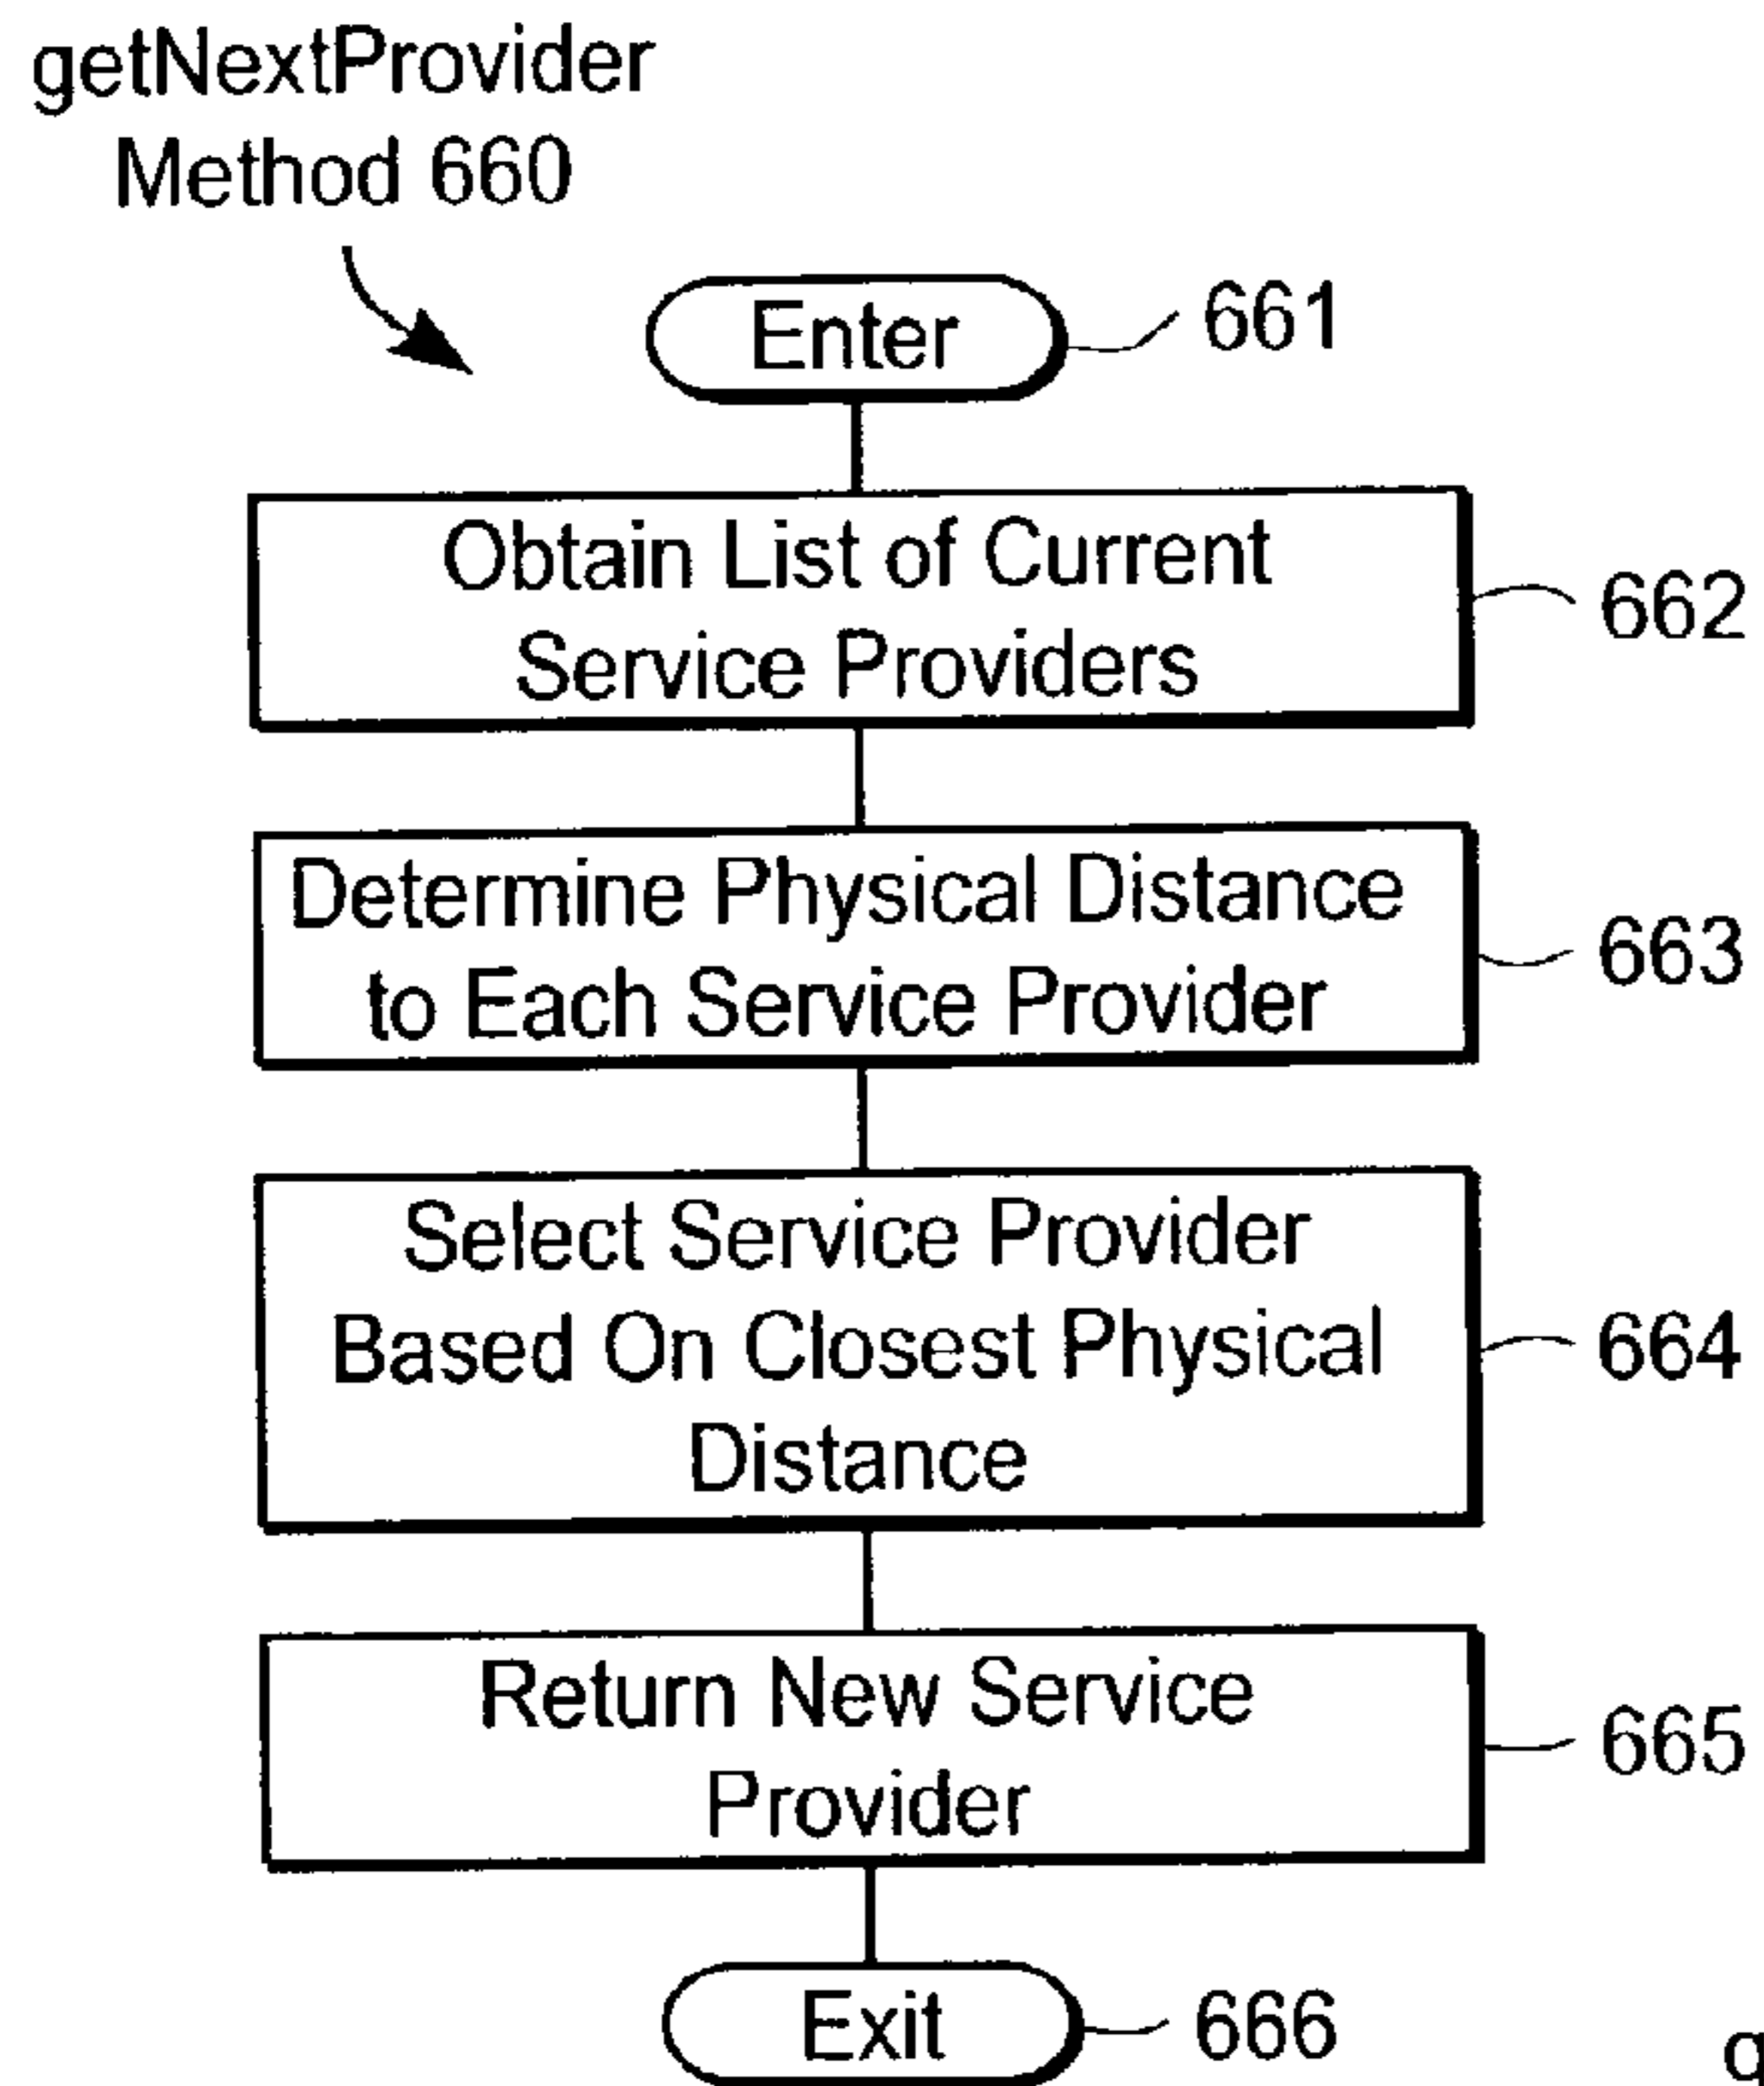 getNextProvider
Method 660
Enter
661
Obtain List of Current
Service Providers
662
Determine Physical Distance
to Each Service Provider
663
Select Service Provider
Based On Closest Physical
Distance
664
Return New Service
Provider
665
Exit
666